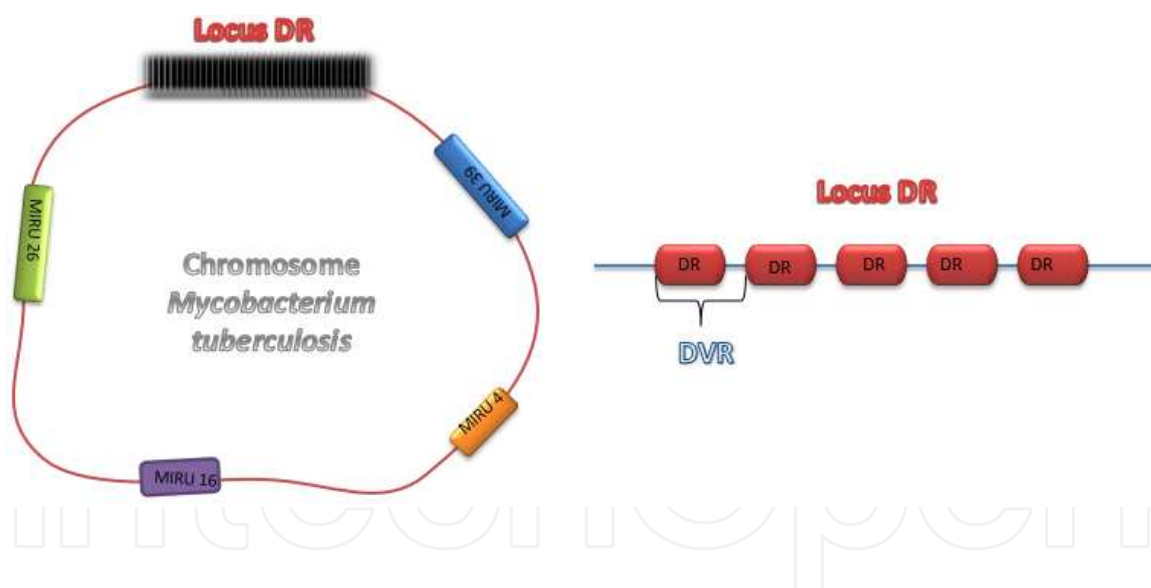 Locus DR
MIRU 39
MIRU 26
Chromosome
Mycobacterium
tuberculosis
MIRU 4
MIRU 16
Locus DR
DR DR DR DR DR
DVR
intechopen